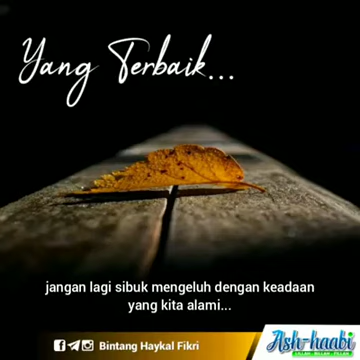 Yang Terbaik...
jangan lagi sibuk mengeluh dengan keadaan
yang kita alami...
Bintang Haykal Fikri
Ash-haabi